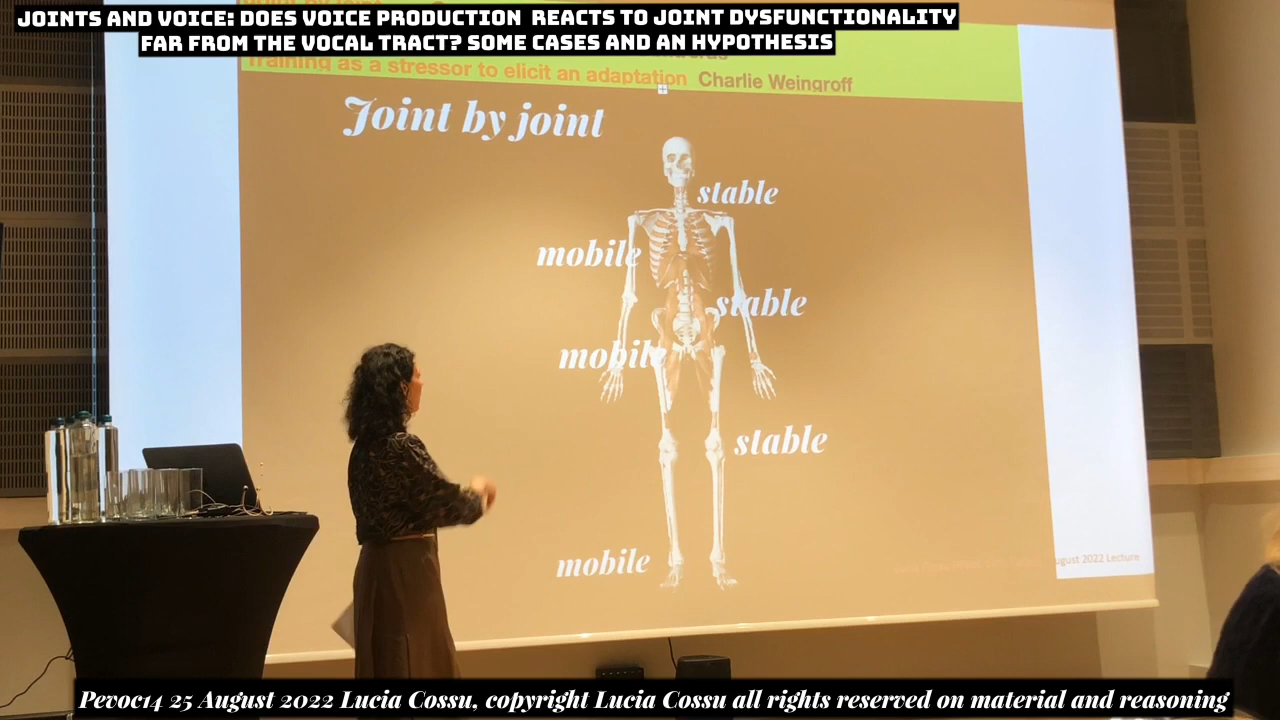 JOINTS AND VOICE: DOES VOICE PRODUCTION REACTS TO JOINT DYSFUNCTIONALITY
FAR FROM THE VOCAL TRACT? SOME CASES AND AN HYPOTHESIS
Training as a stressor to elicit an adaptation Charlie Weingroff
Joint by joint
stable
mobile
stable
mobile
stable
mobile
ugust 2022 Lecture
Pevoc14 25 August 2022 Lucia Cossu, copyright Lucia Cossu all rights reserved on material and reasoning